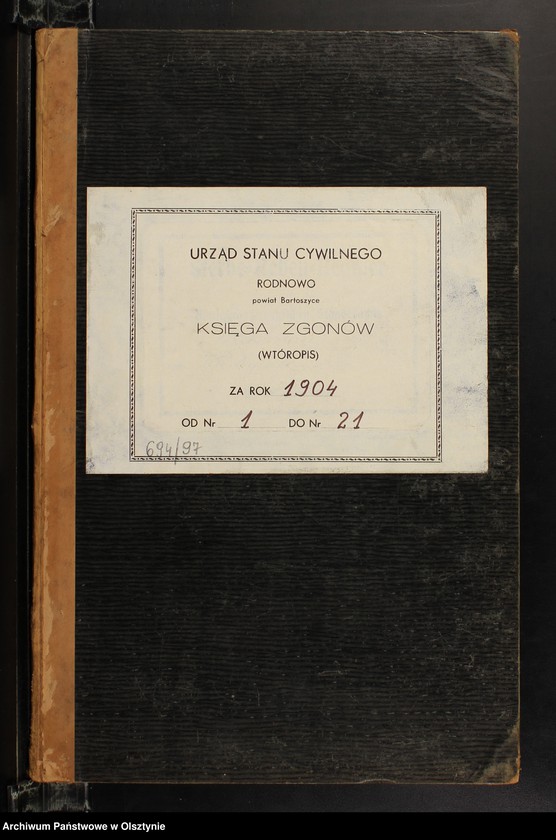 URZĄD STANU CYWILNEGO
RODNOWO
powiat Bartoszyce
KSIĘGA ZGONÓW
(WTÓROPIS)
ZA ROK 1904
OD Nr 1 DO Nr 21
694/97
Archiwum Państwowe w Olsztynie